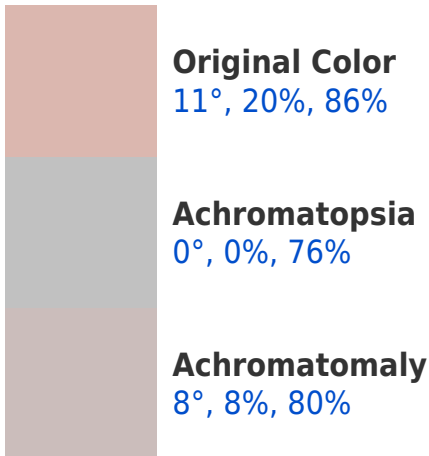 Original Color
11°, 20%, 86%
Achromatopsia
0°, 0%, 76%
Achromatomaly
8°, 8%, 80%